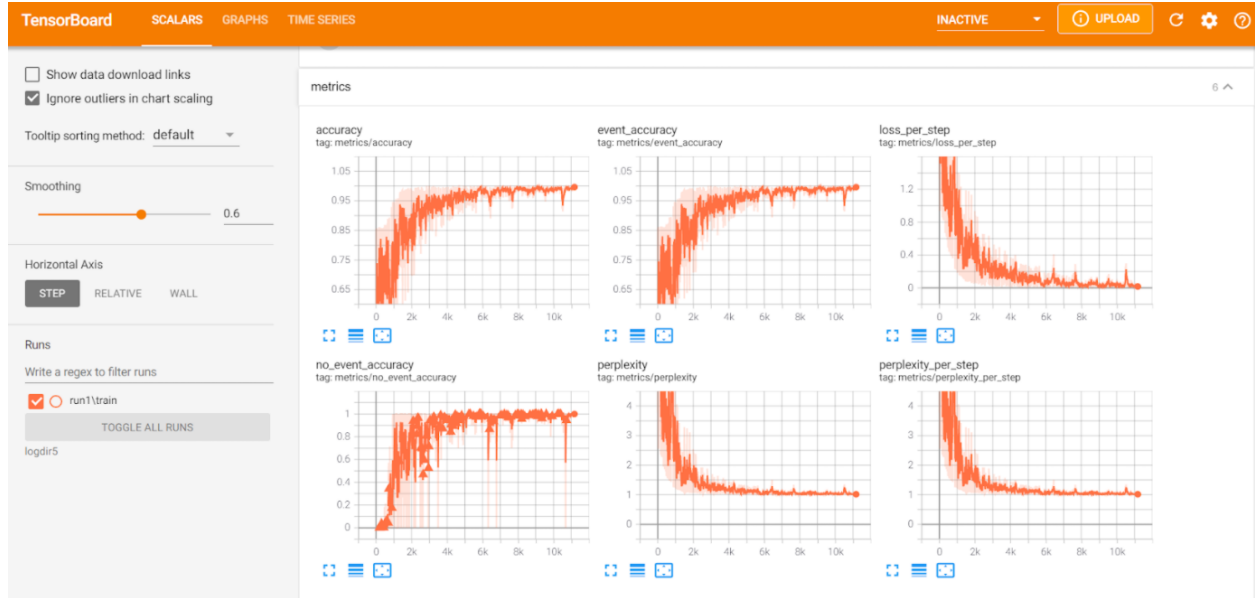 TensorBoard SCALARS GRAPHS TIME SERIES INACTIVE UPLOAD
Show data download links
Ignore outliers in chart scaling
Tooltip sorting method: default
Smoothing
0.6
Horizontal Axis
STEP RELATIVE WALL
Runs
Write a regex to filter runs
run1\train
TOGGLE ALL RUNS
logdir5
metrics 6
accuracy
tag: metrics/accuracy
1.05
0.95
0.85
0.75
0.65
0 2k 4k 6k 8k 10k
event_accuracy
tag: metrics/event_accuracy
1.05
0.95
0.85
0.75
0.65
0 2k 4k 6k 8k 10k
loss_per_step
tag: metrics/loss_per_step
1.2
0.8
0.4
0
0 2k 4k 6k 8k 10k
no_event_accuracy
tag: metrics/no_event_accuracy
1
0.8
0.6
0.4
0.2
0
0 2k 4k 6k 8k 10k
perplexity
tag: metrics/perplexity
4
3
2
1
0
0 2k 4k 6k 8k 10k
perplexity_per_step
tag: metrics/perplexity_per_step
4
3
2
1
0
0 2k 4k 6k 8k 10k